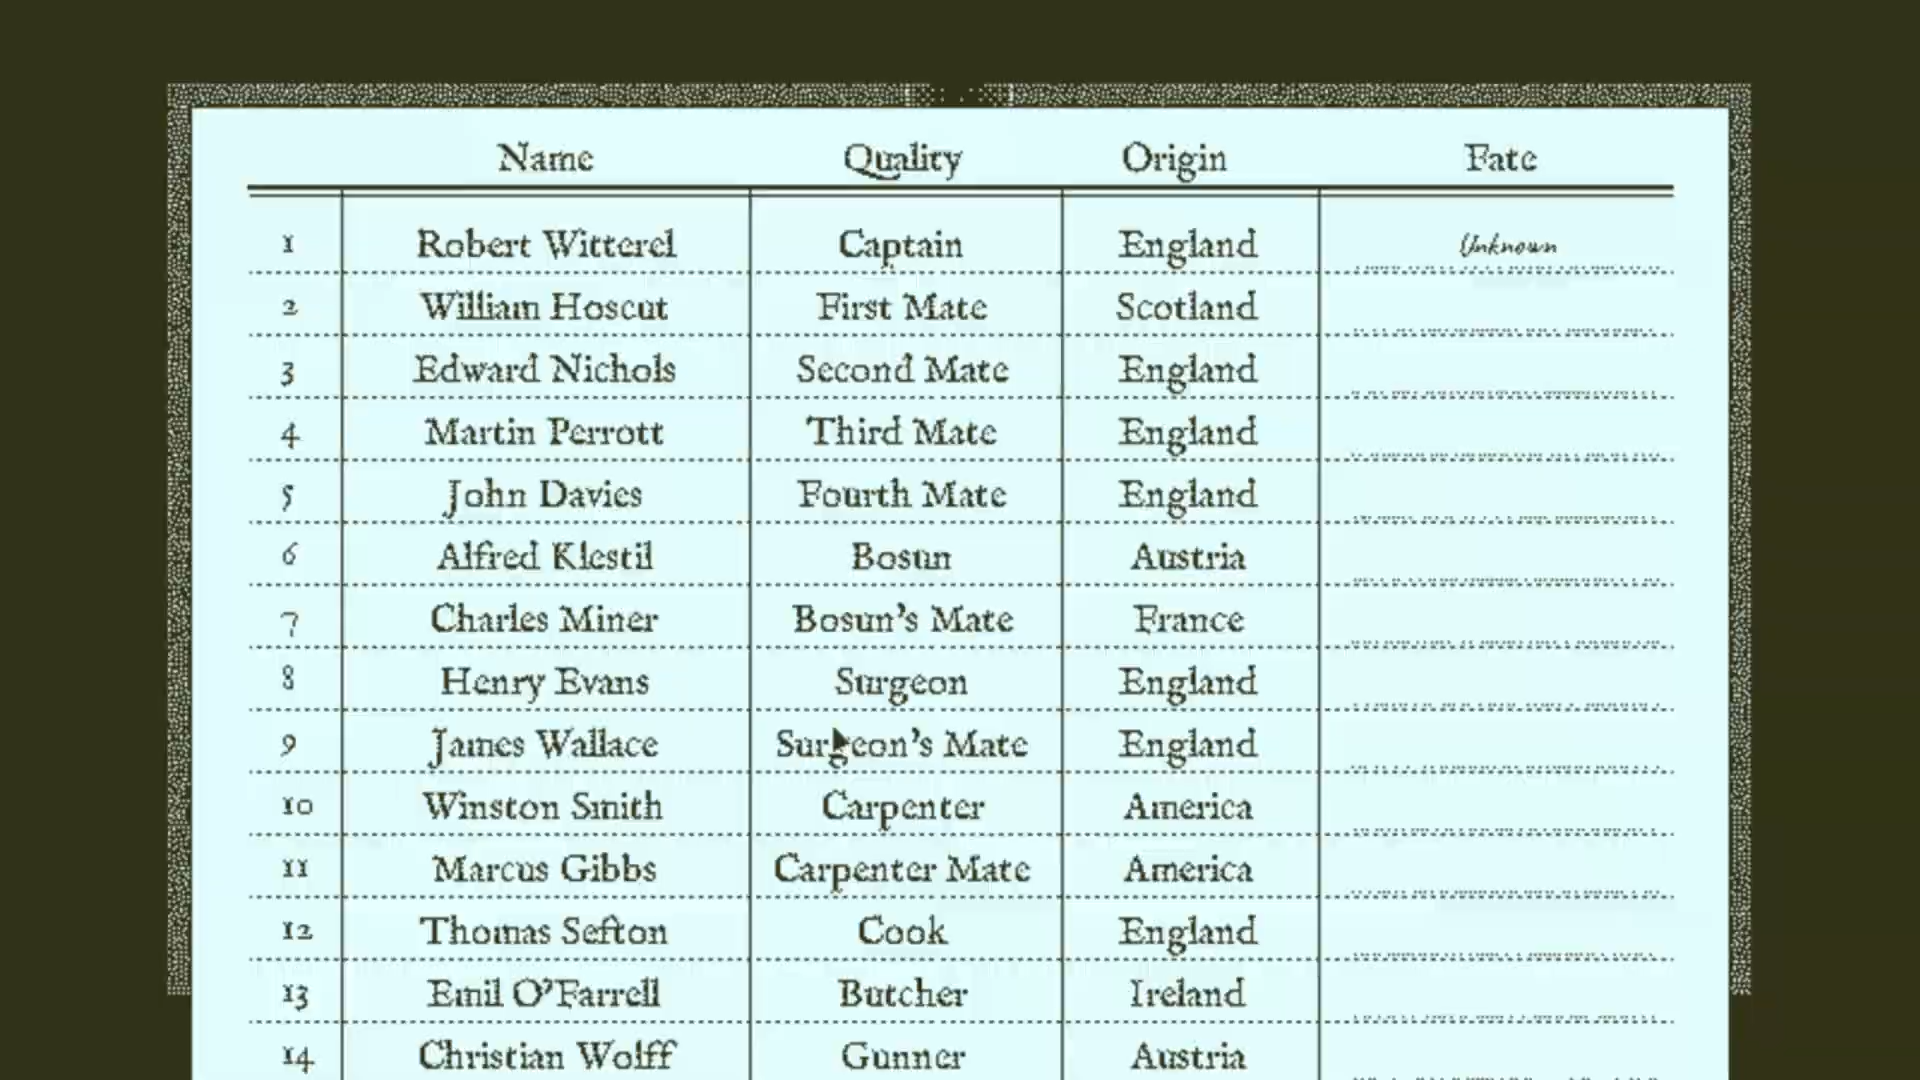 Name Quality Origin Fate
1 Robert Witterel Captain England Unknown
2 William Hoscut First Mate Scotland
3 Edward Nichols Second Mate England
4 Martin Perrott Third Mate England
5 John Davies Fourth Mate England
6 Alfred Klestil Bosun Austria
7 Charles Miner Bosun's Mate France
8 Henry Evans Surgeon England
9 James Wallace Surgeon's Mate England
10 Winston Smith Carpenter America
11 Marcus Gibbs Carpenter Mate America
12 Thomas Sefton Cook England
13 Emil O'Farrell Butcher Ireland
14 Christian Wolff Gunner Austria